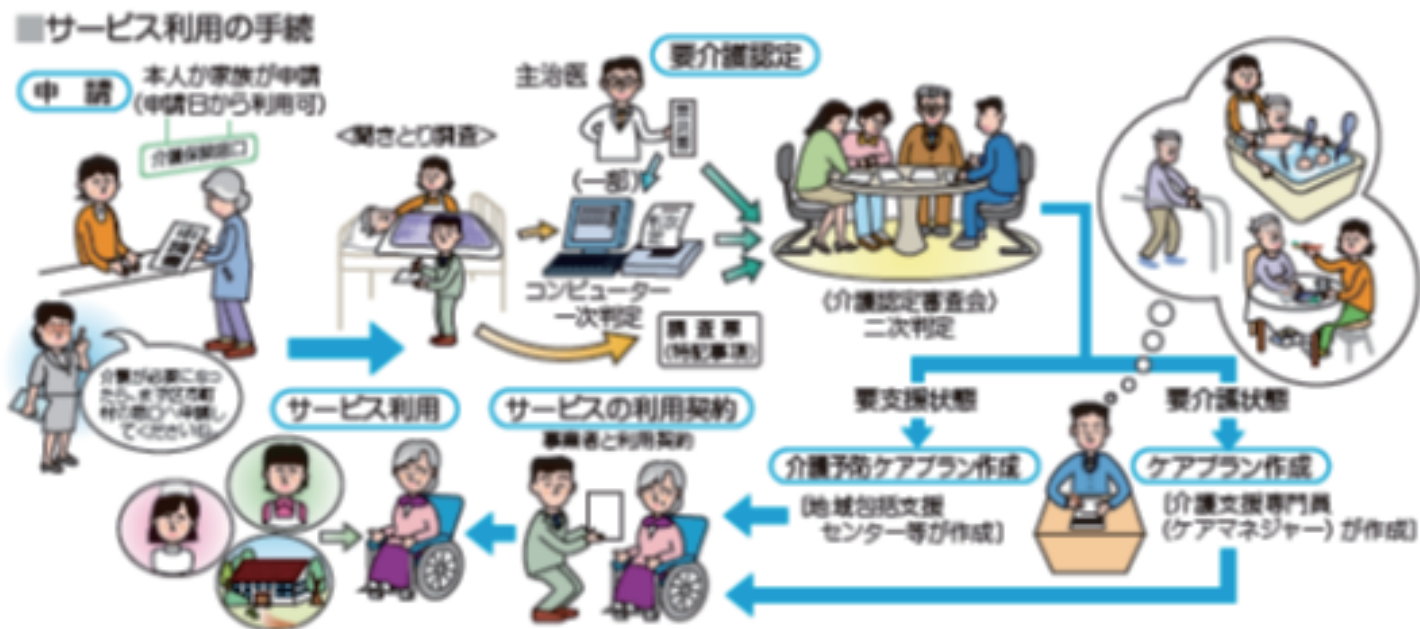 ■サービス利用の手続
申請
本人か家族が申請
(申請日から利用可)
介護保険窓口
申請書
介護が必要になっ
たら、まず区市町
村の窓口へ申請し
てくださいね。
<聞きとり調査>
主治医
(一部)
コンピューター
一次判定
調査票
(特記事項)
要介護認定
〈介護認定審査会〉
二次判定
要支援状態
要介護状態
介護予防ケアプラン作成
〔地域包括支援
センター等が作成〕
ケアプラン作成
〔介護支援専門員
(ケアマネジャー)が作成〕
サービスの利用契約
事業者と利用契約
サービス利用